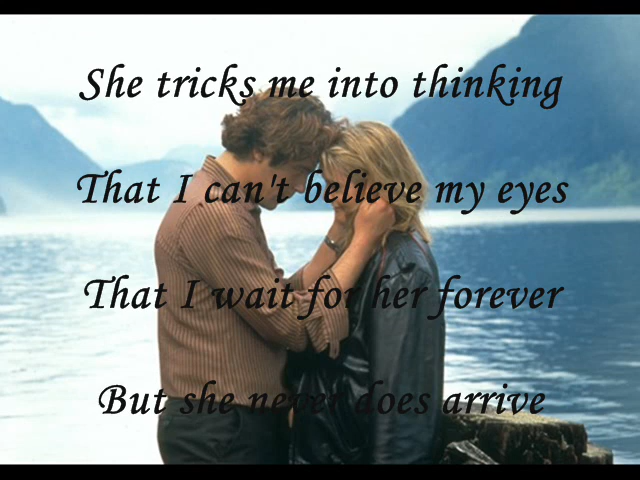 She tricks me into thinking
That I can't believe my eyes
That I wait for her forever
But she never does arrive